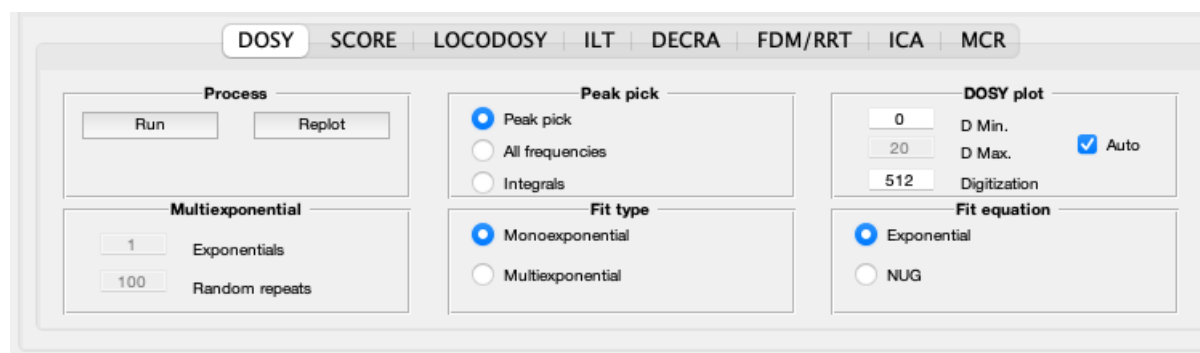 DOSY SCORE LOCODOSY ILT DECRA FDM/RRT ICA MCR
Process
Run Replot
Peak pick
Peak pick
All frequencies
Integrals
DOSY plot
0 D Min.
20 D Max.
Auto
512 Digitization
Multiexponential
1 Exponentials
100 Random repeats
Fit type
Monoexponential
Multiexponential
Fit equation
Exponential
NUG